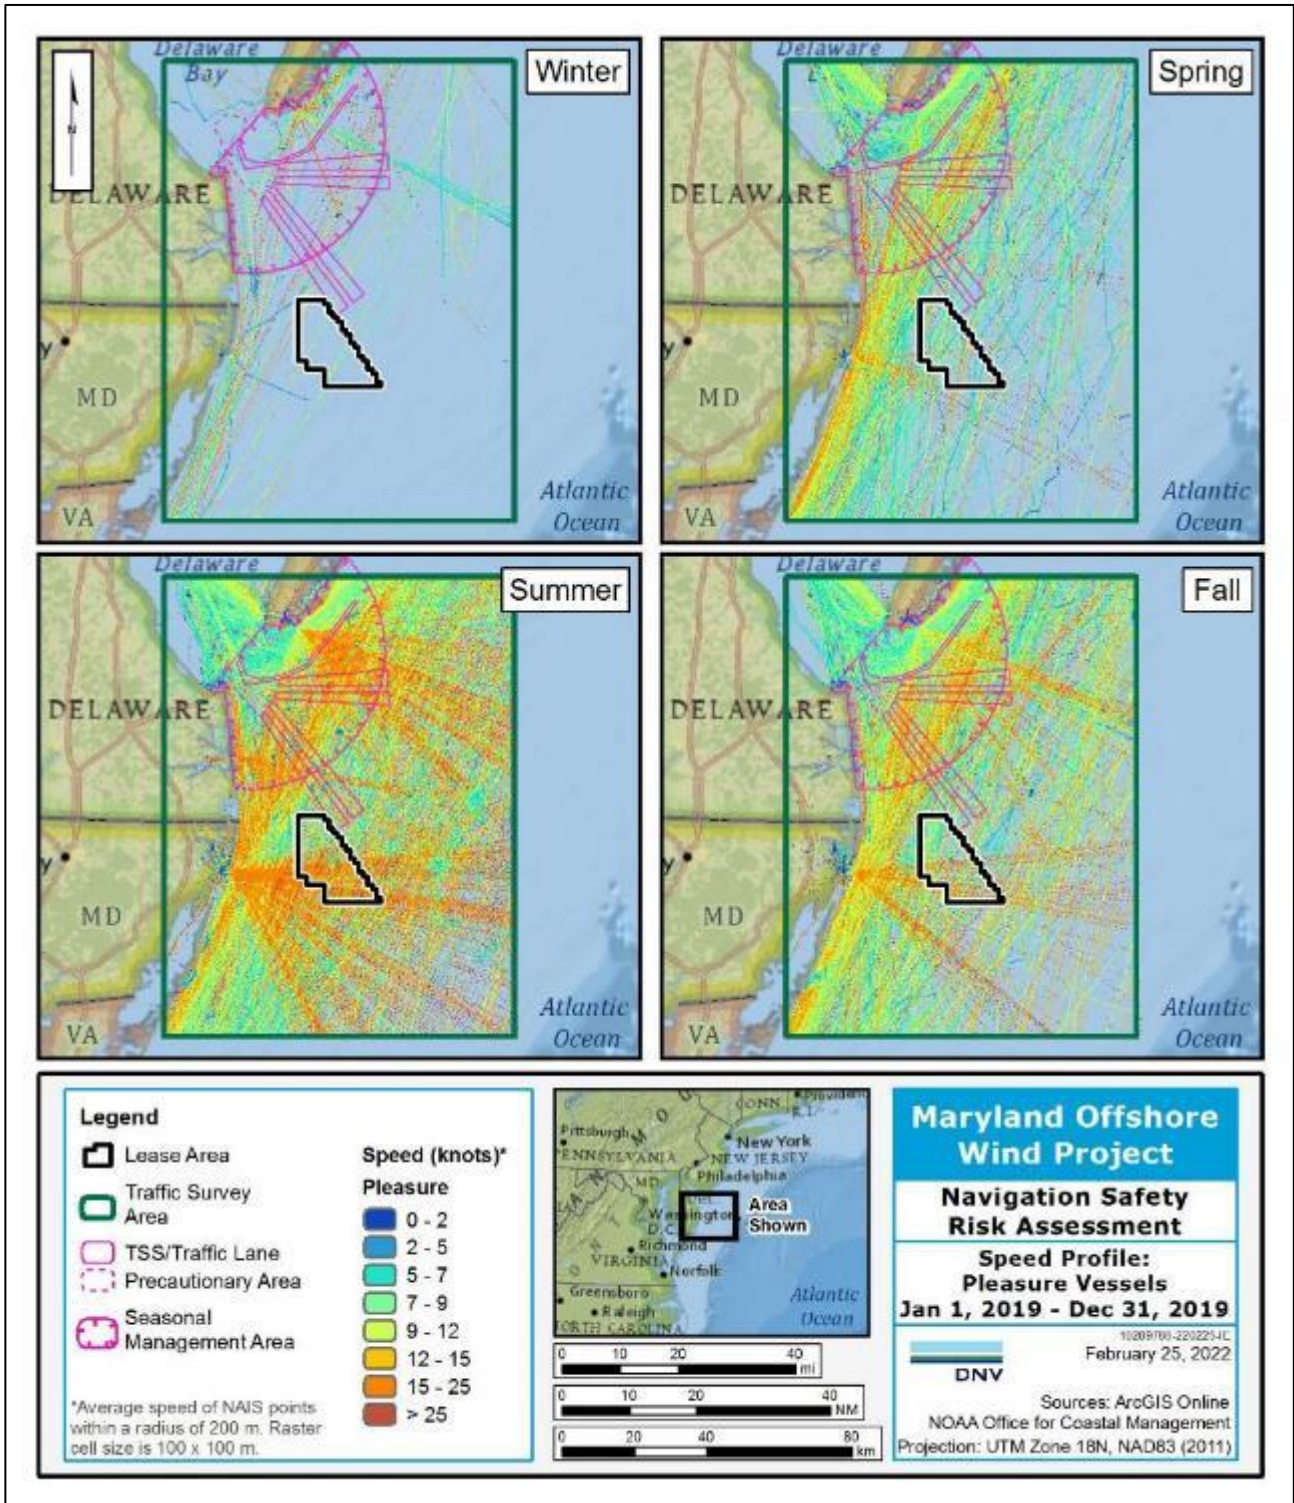 Delaware
Bay
Winter
N
DELAWARE
MD
VA
Atlantic
Ocean
Delaware
Spring
DELAWARE
MD
VA
Atlantic
Ocean
Delaware
Summer
DELAWARE
MD
VA
Atlantic
Ocean
Delaware
Fall
DELAWARE
MD
VA
Atlantic
Ocean
Legend
Lease Area
Traffic Survey
Area
TSS/Traffic Lane
Precautionary Area
Seasonal
Management Area
*Average speed of NAIS points
within a radius of 200 m. Raster
cell size is 100 x 100 m.
Speed (knots)*
Pleasure
0 - 2
2 - 5
5 - 7
7 - 9
9 - 12
12 - 15
15 - 25
> 25
CONN
R.I.
Pittsburgh
New York
NEW JERSEY
Philadelphia
MD.
Washington
D.C.
Area
Shown
Richmond
VIRGINIA
Norfolk
Greensboro
Raleigh
Atlantic
Ocean
0 10 20 40
mi
0 10 20 40
NM
0 20 40 80
km
Maryland Offshore
Wind Project
Navigation Safety
Risk Assessment
Speed Profile:
Pleasure Vessels
Jan 1, 2019 - Dec 31, 2019
February 25, 2022
DNV
Sources: ArcGIS Online
NOAA Office for Coastal Management
Projection: UTM Zone 18N, NAD83 (2011)